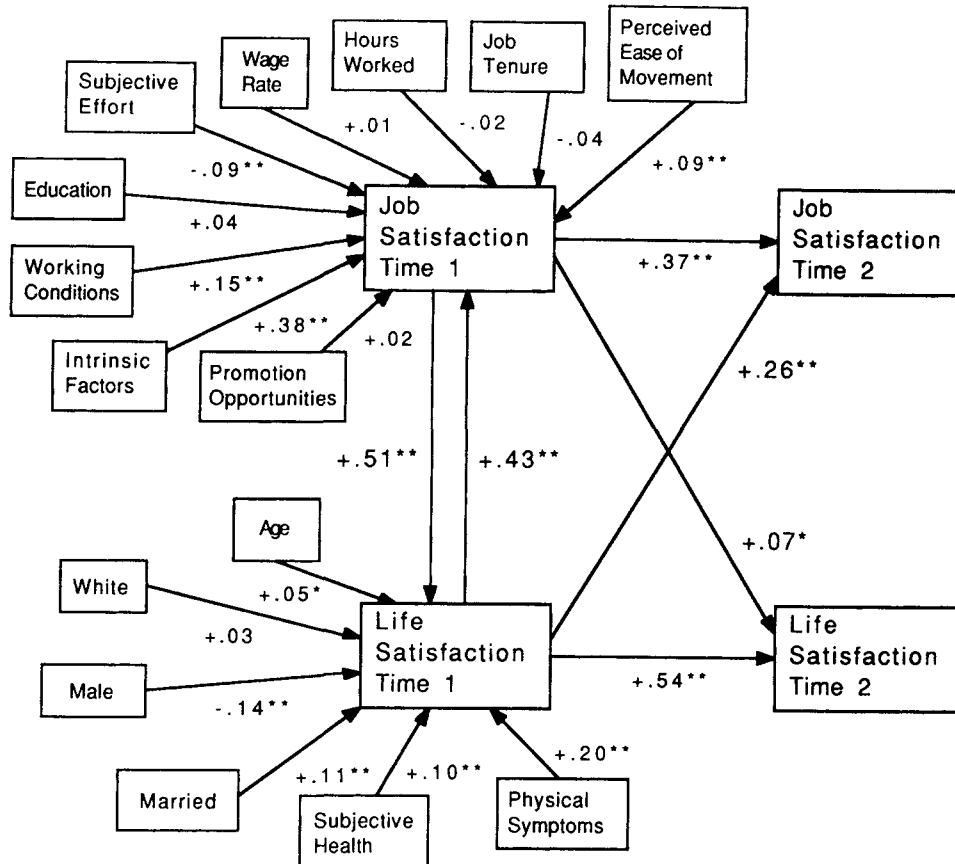 Hours
Worked
Job
Tenure
Perceived
Ease of
Movement
Wage
Rate
Subjective
Effort
+.01
-.02
-.04
-.09**
+.09**
Education
+.04
Job
Satisfaction
Time 1
Job
Satisfaction
Time 2
+.37**
Working
Conditions
+.15**
+.38**
+.02
Intrinsic
Factors
Promotion
Opportunities
+.26**
+.51**
+.43**
Age
+.07*
White
+.05*
+.03
Life
Satisfaction
Time 1
Life
Satisfaction
Time 2
+.54**
Male
-.14**
Married
+.11**
+.10**
+.20**
Subjective
Health
Physical
Symptoms